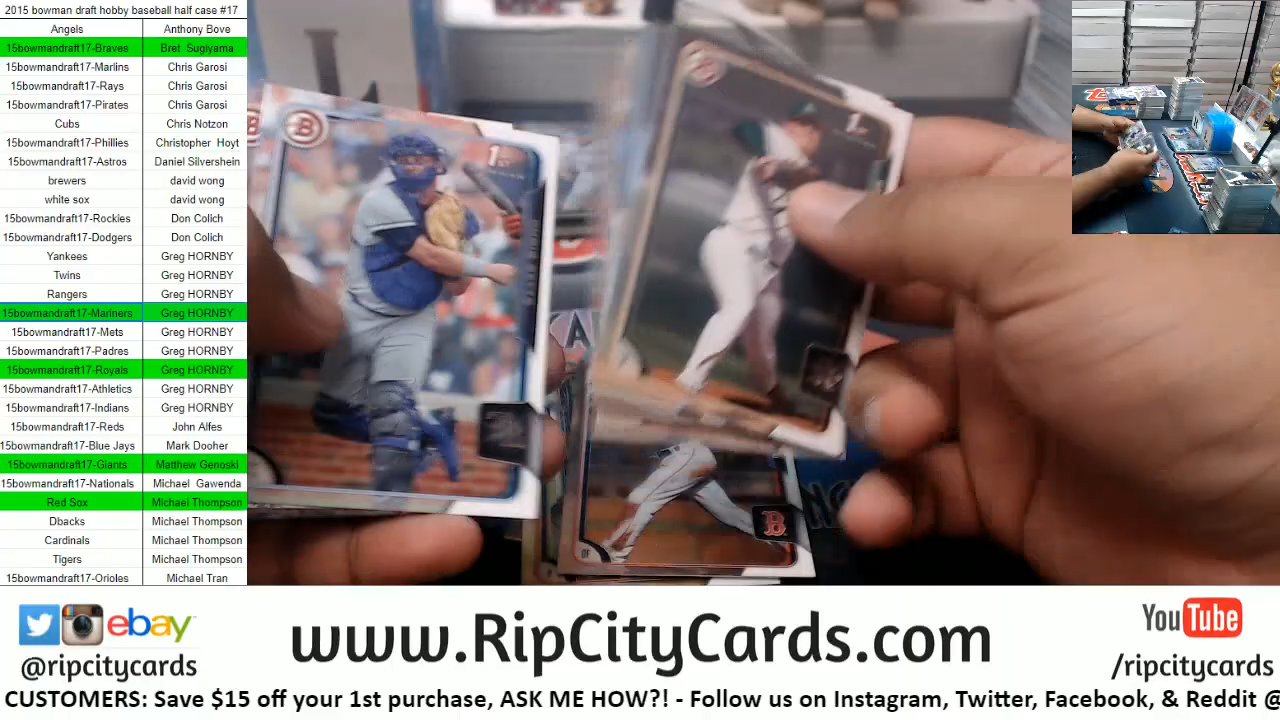 2015 bowman draft hobby baseball half case #17
Angels Anthony Bove
15bowmandraft17-Braves Bret Sugiyama
15bowmandraft17-Marlins Chris Garosi
15bowmandraft17-Rays Chris Garosi
15bowmandraft17-Pirates Chris Garosi
Cubs Chris Notzon
15bowmandraft17-Phillies Christopher Hoyt
15bowmandraft17-Astros Daniel Silvershein
brewers david wong
white sox david wong
15bowmandraft17-Rockies Don Colich
15bowmandraft17-Dodgers Don Colich
Yankees Greg HORNBY
Twins Greg HORNBY
Rangers Greg HORNBY
15bowmandraft17-Mariners Greg HORNBY
15bowmandraft17-Mets Greg HORNBY
15bowmandraft17-Padres Greg HORNBY
15bowmandraft17-Royals Greg HORNBY
15bowmandraft17-Athletics Greg HORNBY
15bowmandraft17-Indians Greg HORNBY
15bowmandraft17-Reds John Alfes
15bowmandraft17-Blue Jays Mark Dooher
15bowmandraft17-Giants Matthew Genoski
15bowmandraft17-Nationals Michael Gawenda
Red Sox Michael Thompson
Dbacks Michael Thompson
Cardinals Michael Thompson
Tigers Michael Thompson
15bowmandraft17-Orioles Michael Tran
B
1st
1st
B
ebay
@ripcitycards
www.RipCityCards.com
YouTube
/ripcitycards
CUSTOMERS: Save $15 off your 1st purchase, ASK ME HOW?! - Follow us on Instagram, Twitter, Facebook, & Reddit @